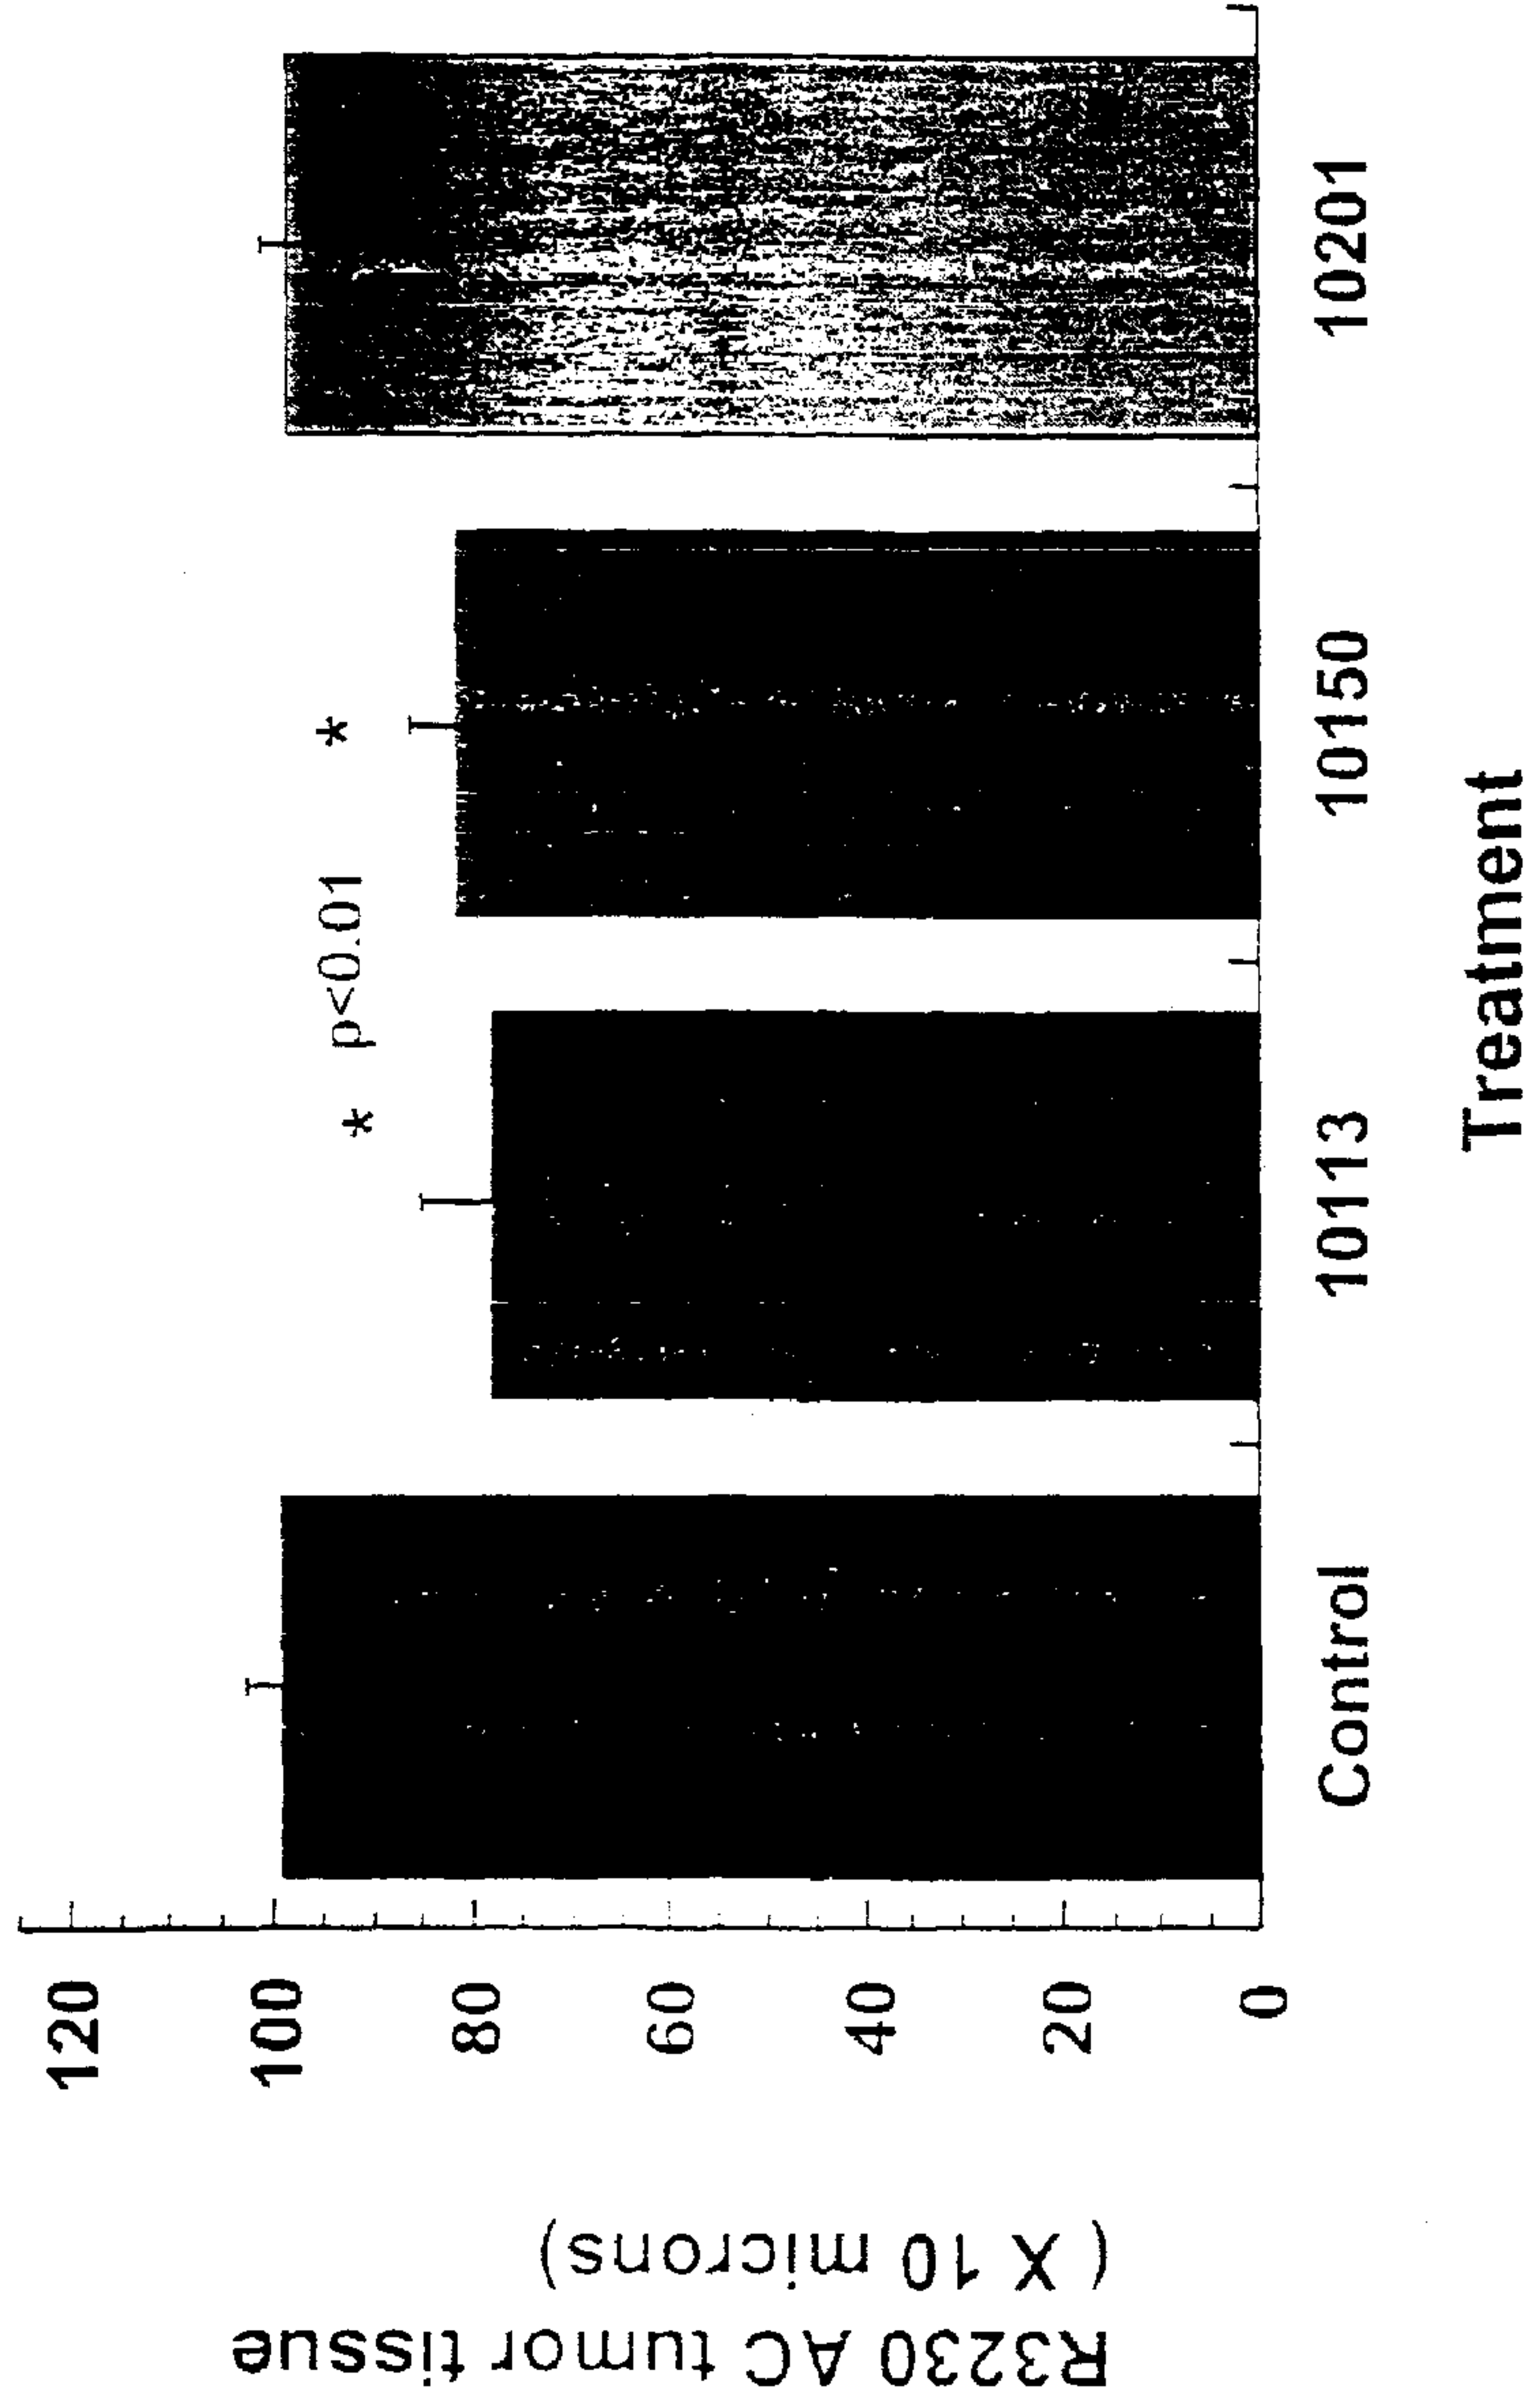 R3230 AC tumor tissue
( X 10 microns)
120
100
80
60
40
20
0
* p<0.01 *
Control 10113 10150 10201
Treatment